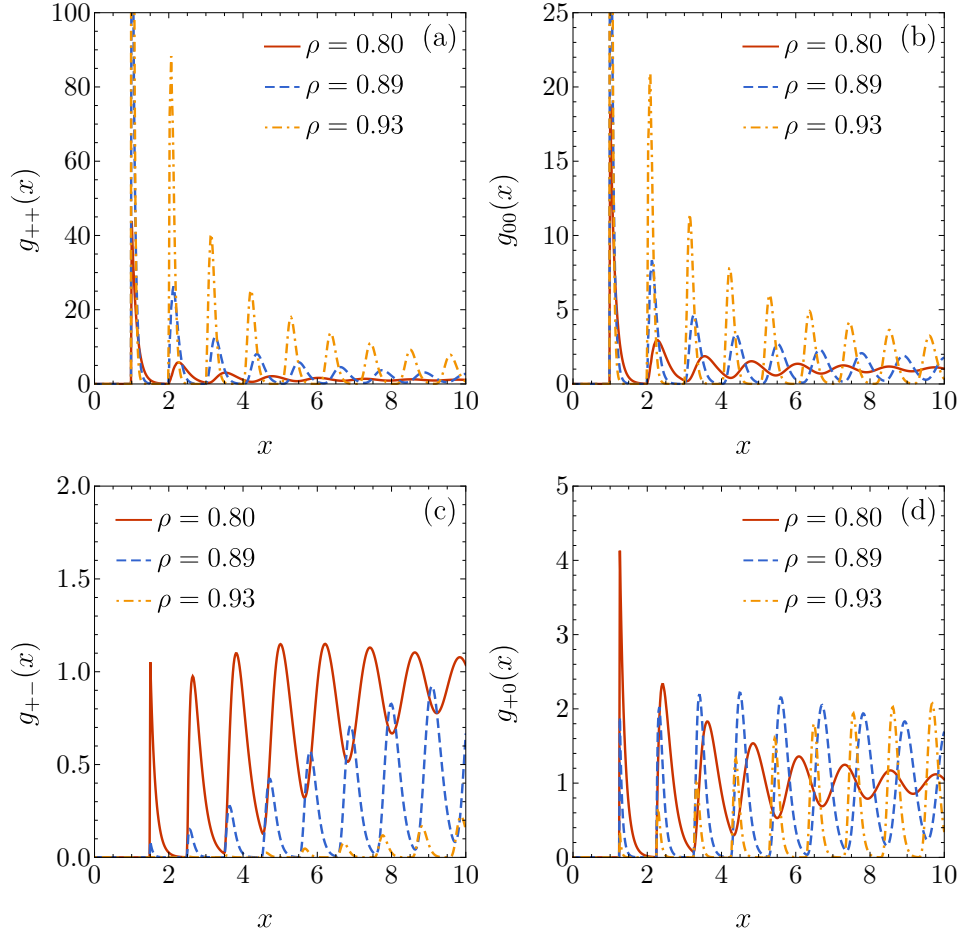 (a)
ρ = 0.80
ρ = 0.89
ρ = 0.93
100
80
60
40
20
0
g₊₊(x)
0 2 4 6 8 10
x
(b)
ρ = 0.80
ρ = 0.89
ρ = 0.93
25
20
15
10
5
0
g₀₀(x)
0 2 4 6 8 10
x
(c)
ρ = 0.80
ρ = 0.89
ρ = 0.93
2.0
1.5
1.0
0.5
0.0
g₊₋(x)
0 2 4 6 8 10
x
(d)
ρ = 0.80
ρ = 0.89
ρ = 0.93
5
4
3
2
1
0
g₊₀(x)
0 2 4 6 8 10
x